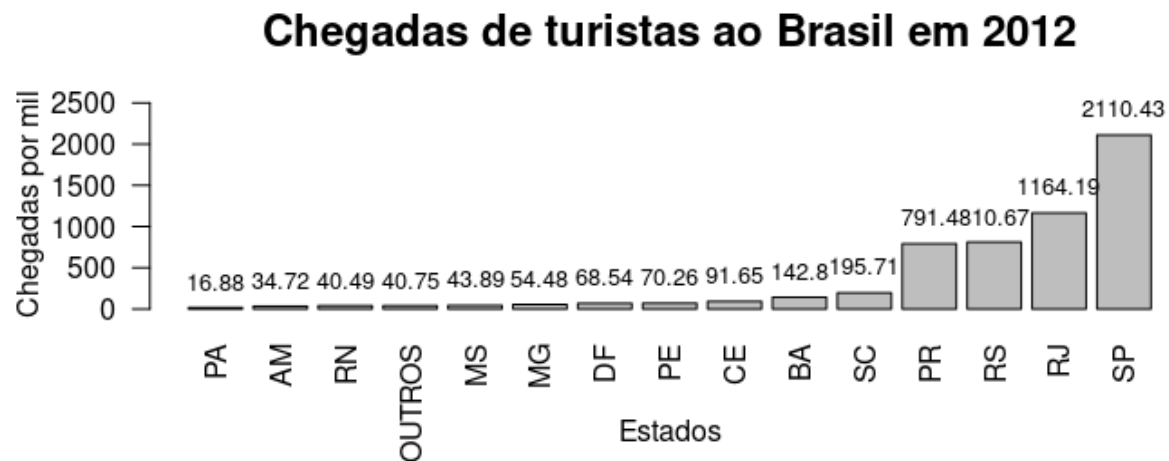 Chegadas de turistas ao Brasil em 2012
Chegadas por mil
2500
2000
1500
1000
500
0
16.88 34.72 40.49 40.75 43.89 54.48 68.54 70.26 91.65 142.8 195.71 791.48 810.67 1164.19 2110.43
PA AM RN OUTROS MS MG DF PE CE BA SC PR RS RJ SP
Estados